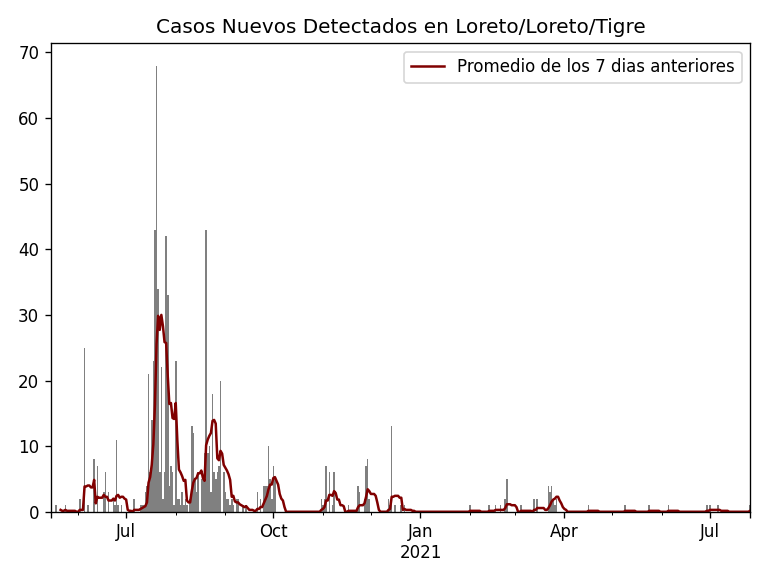 Casos Nuevos Detectados en Loreto/Loreto/Tigre
Promedio de los 7 dias anteriores
70
60
50
40
30
20
10
0
Jul
Oct
Jan
2021
Apr
Jul